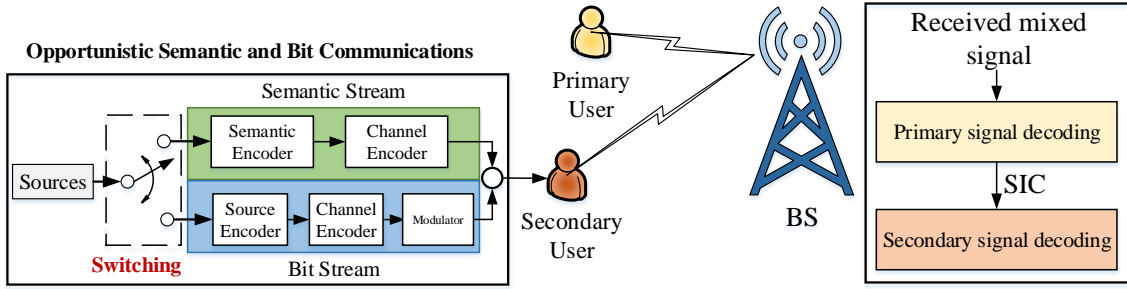 Opportunistic Semantic and Bit Communications
Sources
Switching
Semantic Stream
Semantic
Encoder
Channel
Encoder
Source
Encoder
Channel
Encoder
Modulator
Bit Stream
Primary
User
Secondary
User
BS
Received mixed
signal
Primary signal decoding
SIC
Secondary signal decoding